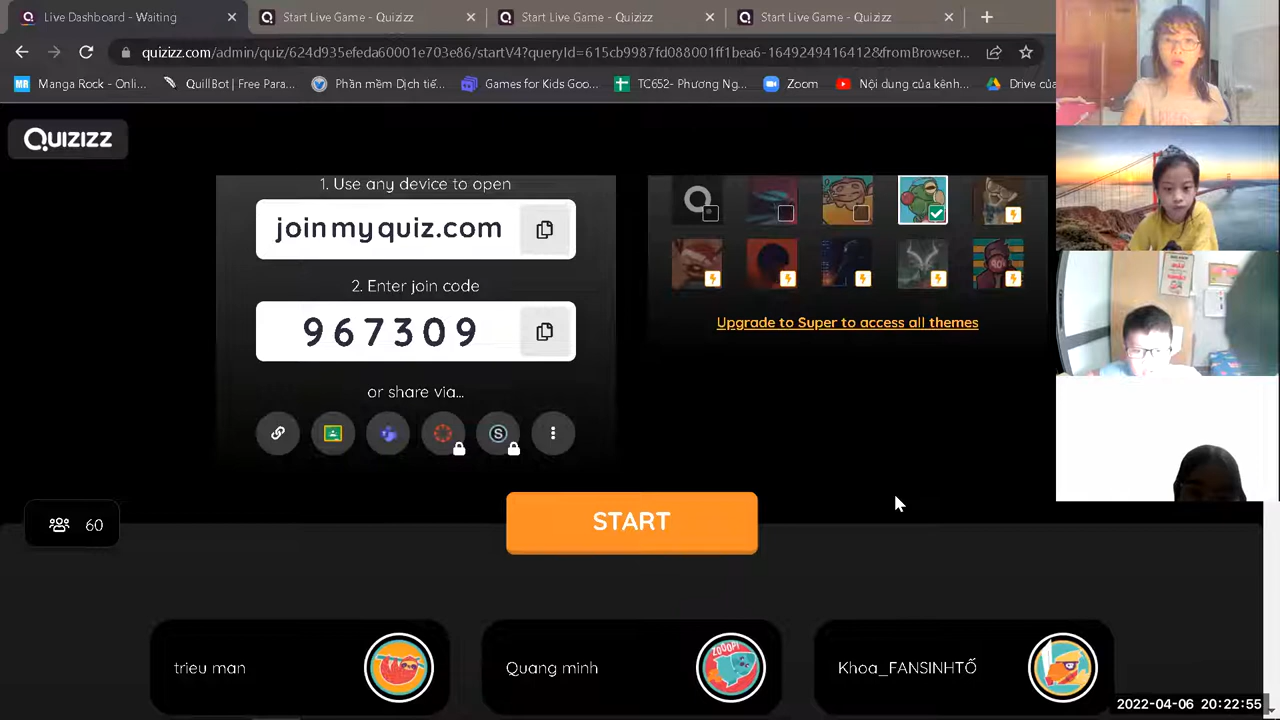 Live Dashboard - Waiting
Start Live Game - Quizizz
Start Live Game - Quizizz
Start Live Game - Quizizz
quizizz.com/admin/quiz/624d935efeda60001e703e86/startV4?queryId=615cb9987fd088001ff1bea6-1649249416412&fromBrowser...
MR Manga Rock - Onli...
QuillBot | Free Para...
Phần mềm Dịch tiế...
Games for Kids Goo...
TC652- Phương Ng...
Zoom
Nội dung của kênh...
Drive củ
Quizizz
1. Use any device to open
joinmyquiz.com
2. Enter join code
967309
or share via...
Upgrade to Super to access all themes
60
START
trieu man
Quang minh
ZOOOP!
Khoa_FANSINHTỐ
2022-04-06 20:22:55